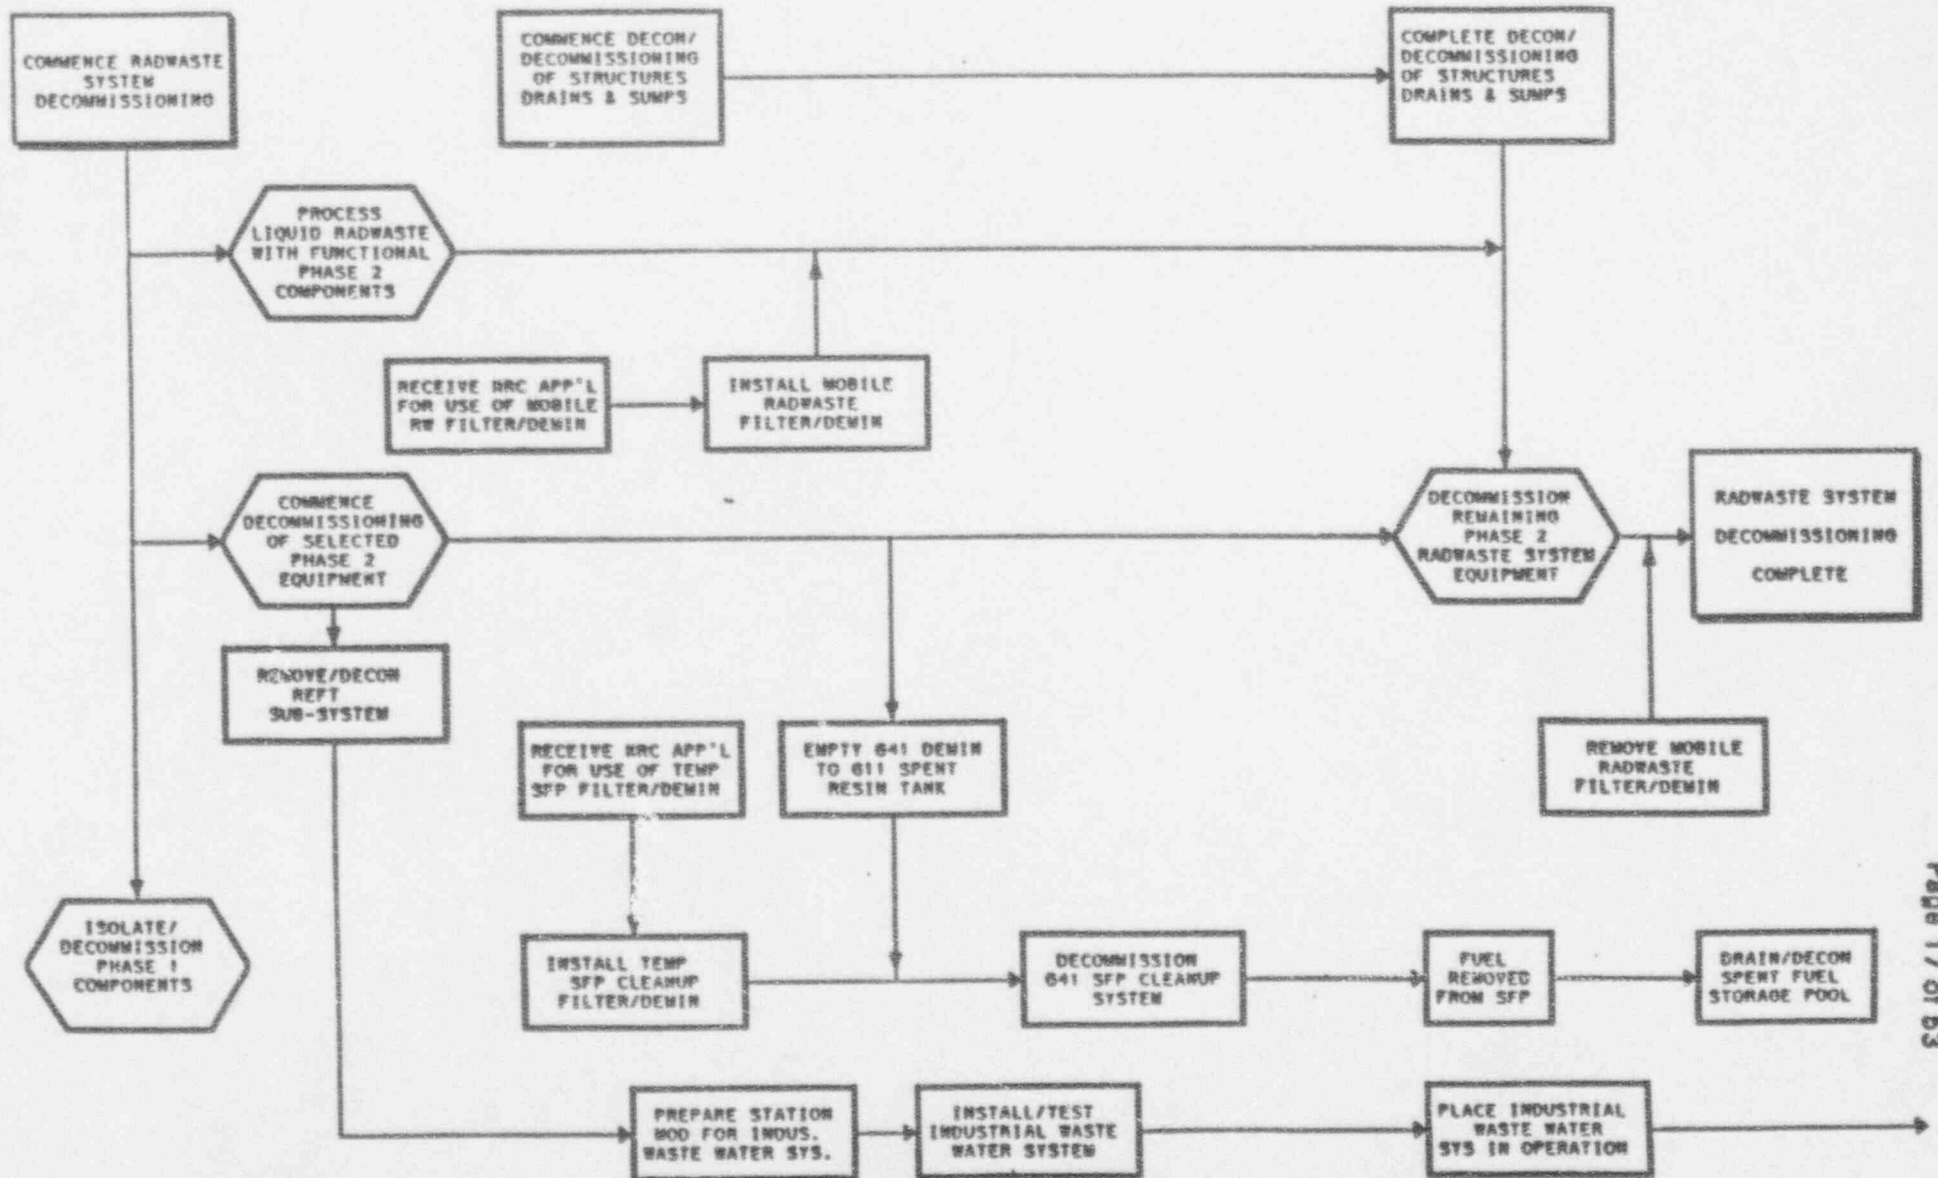 COMMENCE RADWASTE
SYSTEM
DECOMMISSIONING
COMMENCE DECON/
DECOMMISSIONING
OF STRUCTURES
DRAINS & SUMPS
COMPLETE DECON/
DECOMMISSIONING
OF STRUCTURES
DRAINS & SUMPS
PROCESS
LIQUID RADWASTE
WITH FUNCTIONAL
PHASE 2
COMPONENTS
RECEIVE NRC APP'L
FOR USE OF MOBILE
RW FILTER/DEMIN
INSTALL MOBILE
RADWASTE
FILTER/DEMIN
COMMENCE
DECOMMISSIONING
OF SELECTED
PHASE 2
EQUIPMENT
DECOMMISSION
REMAINING
PHASE 2
RADWASTE SYSTEM
EQUIPMENT
RADWASTE SYSTEM
DECOMMISSIONING
COMPLETE
REMOVE/DECON
REFT
SUB-SYSTEM
RECEIVE NRC APP'L
FOR USE OF TEMP
SFP FILTER/DEMIN
EMPTY 641 DEMIN
TO 611 SPENT
RESIN TANK
REMOVE MOBILE
RADWASTE
FILTER/DEMIN
ISOLATE/
DECOMMISSION
PHASE 1
COMPONENTS
INSTALL TEMP
SFP CLEANUP
FILTER/DEMIN
DECOMMISSION
641 SFP CLEANUP
SYSTEM
FUEL
REMOVED
FROM SFP
DRAIN/DECON
SPENT FUEL
STORAGE POOL
PREPARE STATION
MOD FOR INDUS.
WASTE WATER SYS.
INSTALL/TEST
INDUSTRIAL WASTE
WATER SYSTEM
PLACE INDUSTRIAL
WASTE WATER
SYS IN OPERATION
Page 17 of 53